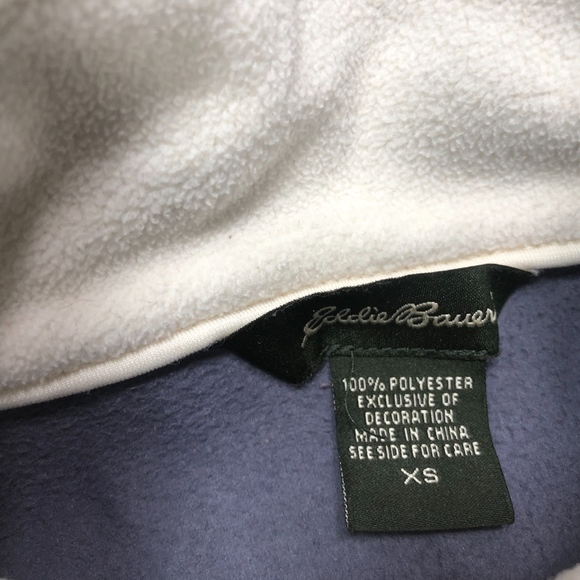 Eddie Bauer
100% POLYESTER
EXCLUSIVE OF
DECORATION
MADE IN CHINA
SEE SIDE FOR CARE
XS